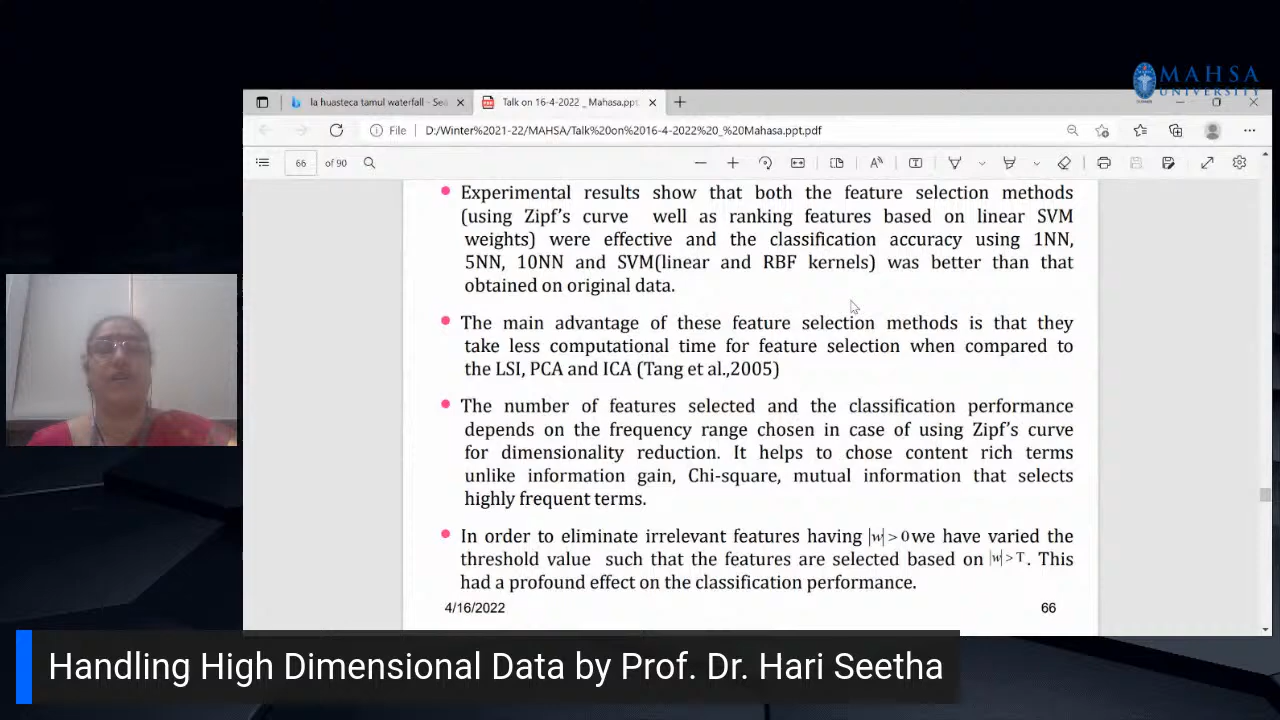 MAHSA
UNIVERSITY
la huasteca tamul waterfall - Sea
Talk on 16-4-2022 _ Mahasa.ppt.
File
D:/Winter%2021-22/MAHSA/Talk%20on%2016-4-2022%20_%20Mahasa.ppt.pdf
66 of 90
Experimental results show that both the feature selection methods
(using Zipf's curve well as ranking features based on linear SVM
weights) were effective and the classification accuracy using 1NN,
5NN, 10NN and SVM(linear and RBF kernels) was better than that
obtained on original data.
The main advantage of these feature selection methods is that they
take less computational time for feature selection when compared to
the LSI, PCA and ICA (Tang et al.,2005)
The number of features selected and the classification performance
depends on the frequency range chosen in case of using Zipf's curve
for dimensionality reduction. It helps to chose content rich terms
unlike information gain, Chi-square, mutual information that selects
highly frequent terms.
In order to eliminate irrelevant features having |w| > 0 we have varied the
threshold value such that the features are selected based on |w| > T. This
had a profound effect on the classification performance.
4/16/2022 66
Handling High Dimensional Data by Prof. Dr. Hari Seetha